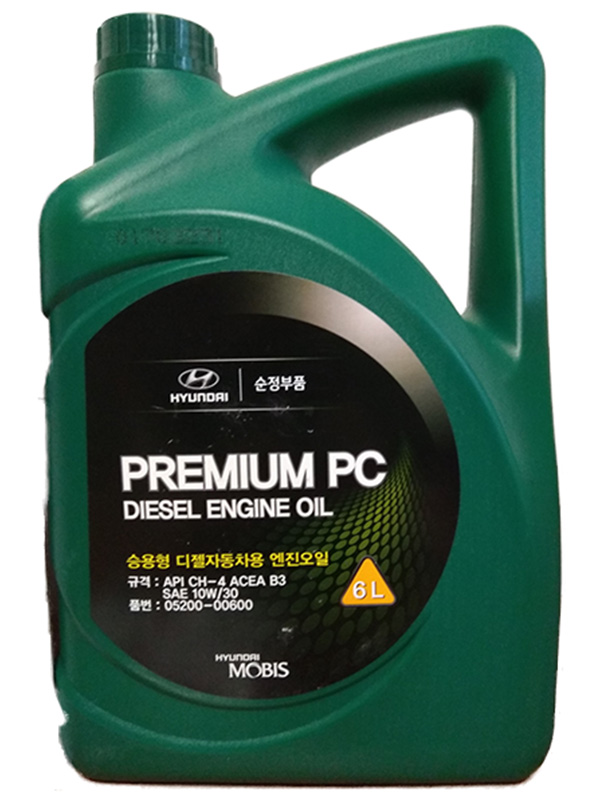 HYUNDAI 순정부품
PREMIUM PC
DIESEL ENGINE OIL
승용형 디젤자동차용 엔진오일
규격 : API CH-4 ACEA B3
SAE 10W/30
품번 : 05200-00600
6 L
HYUNDAI
MOBIS